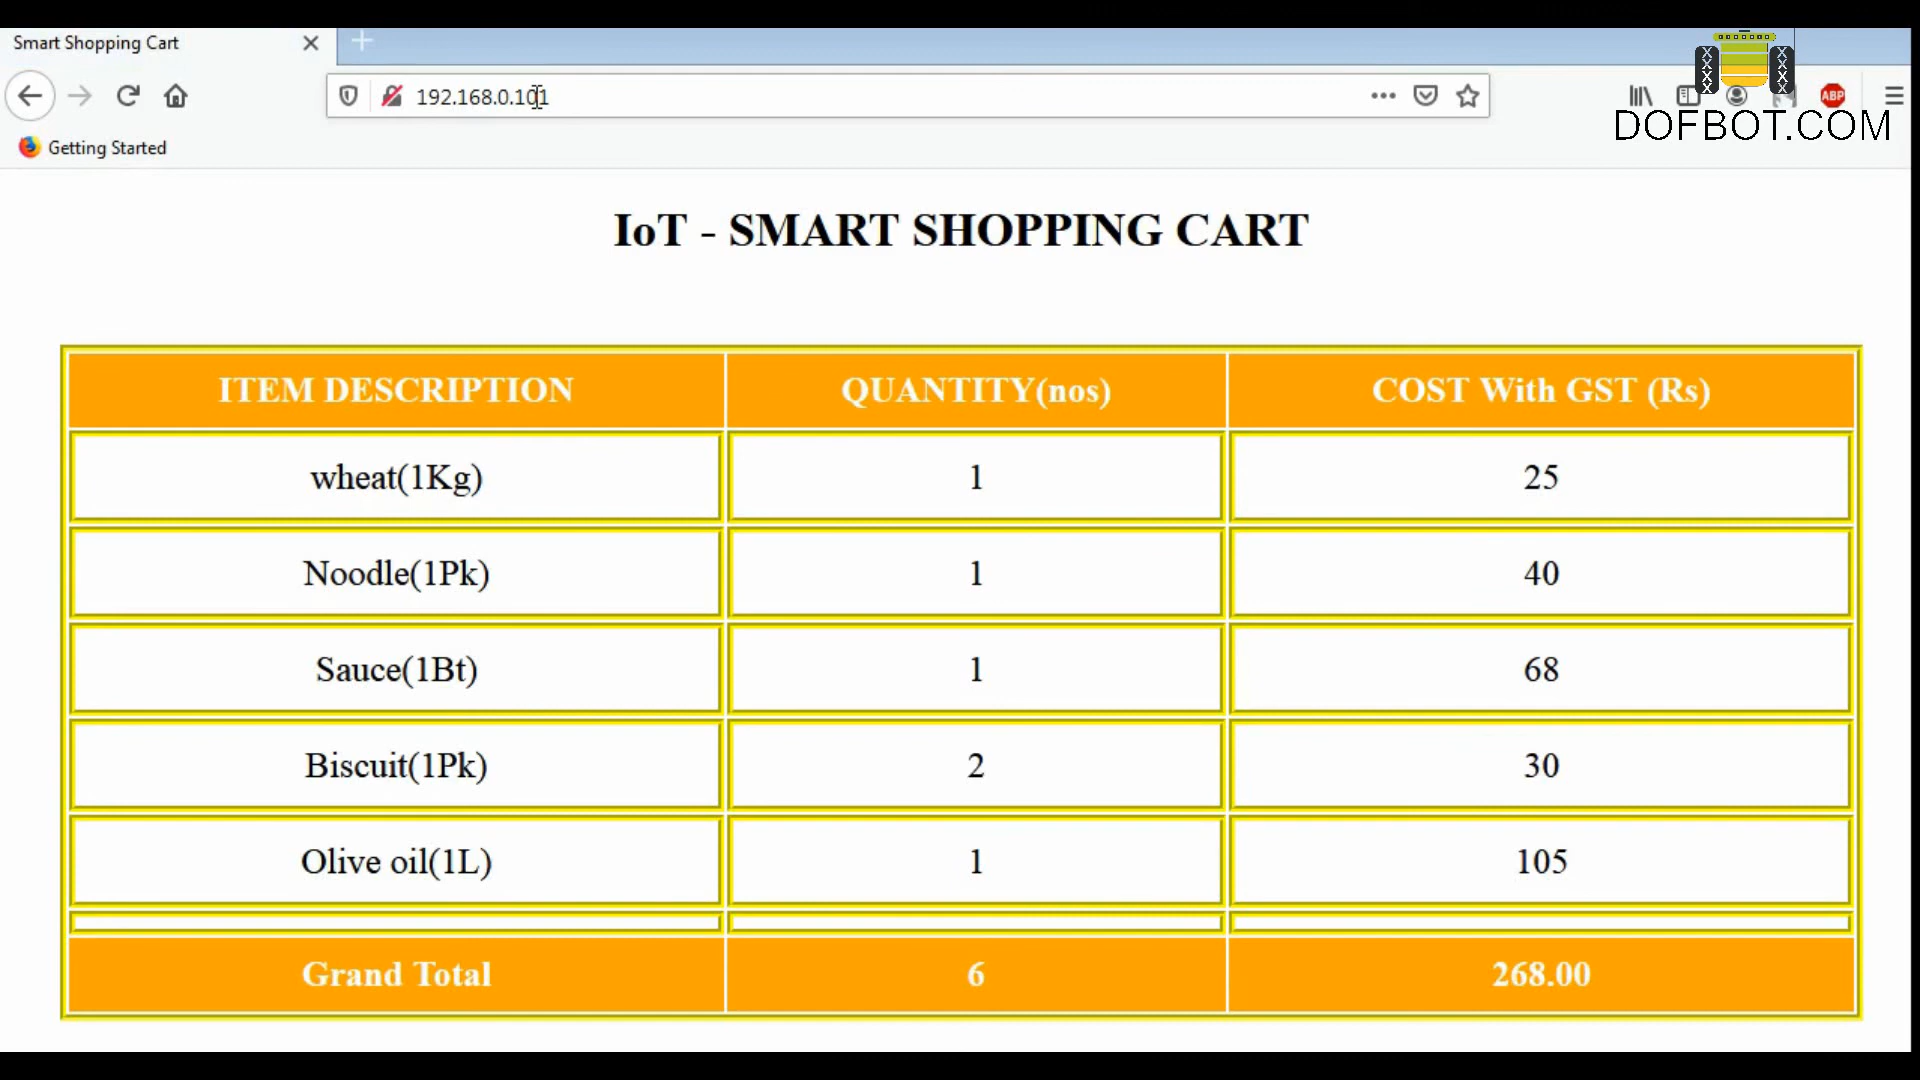 Smart Shopping Cart
192.168.0.101
ABP
DOFBOT.COM
Getting Started
IoT - SMART SHOPPING CART
ITEM DESCRIPTION QUANTITY(nos) COST With GST (Rs)
wheat(1Kg) 1 25
Noodle(1Pk) 1 40
Sauce(1Bt) 1 68
Biscuit(1Pk) 2 30
Olive oil(1L) 1 105
Grand Total 6 268.00